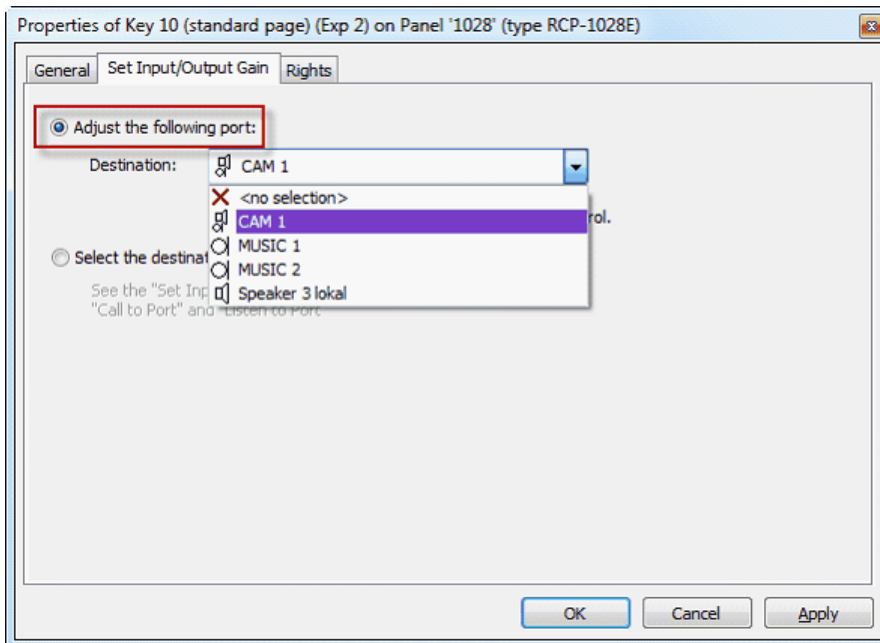 Properties of Key 10 (standard page) (Exp 2) on Panel '1028' (type RCP-1028E)
General Set Input/Output Gain Rights
Adjust the following port:
Destination: CAM 1
<no selection>
CAM 1
rol.
MUSIC 1
Select the destinat
MUSIC 2
See the "Set Inp
Speaker 3 lokal
"Call to Port" and "Listen to Port"
OK Cancel Apply